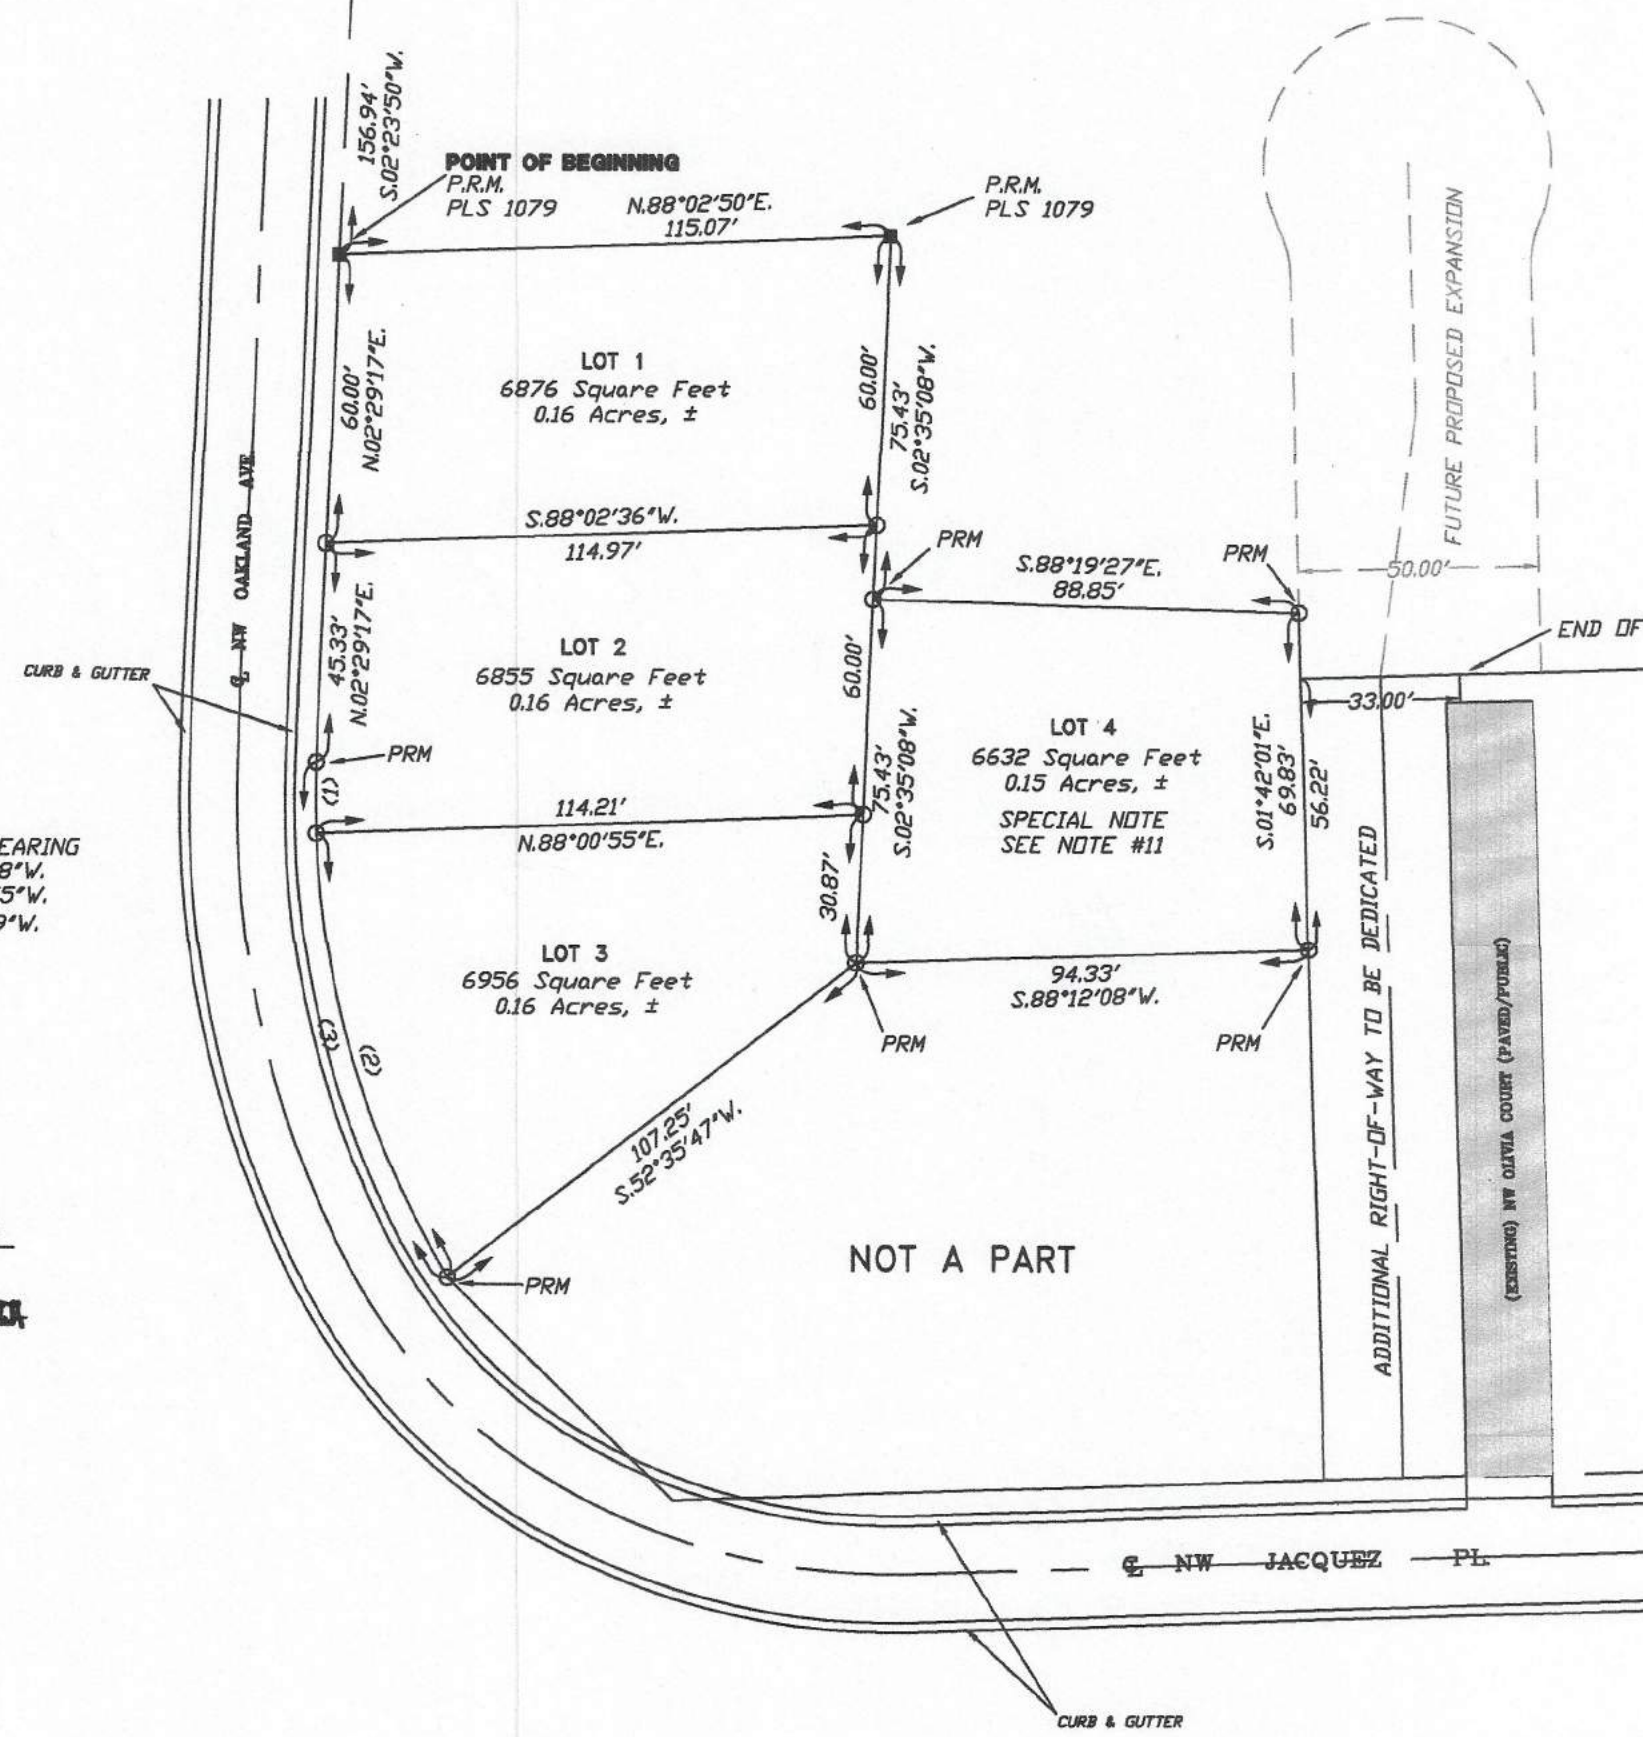 156.94'
S.02°23'50"W.
POINT OF BEGINNING
P.R.M.
PLS 1079
N.88°02'50"E.
115.07'
P.R.M.
PLS 1079
FUTURE PROPOSED EXPANSION
60.00'
N.02°29'17"E.
LOT 1
6876 Square Feet
0.16 Acres, ±
60.00'
75.43'
S.02°35'08"W.
℄ NW OAKLAND AVE
S.88°02'36"W.
114.97'
PRM
S.88°19'27"E.
88.85'
PRM
50.00'
END OF
45.33'
N.02°29'17"E.
LOT 2
6855 Square Feet
0.16 Acres, ±
60.00'
CURB & GUTTER
33.00'
PRM
(1)
LOT 4
6632 Square Feet
0.15 Acres, ±
SPECIAL NOTE
SEE NOTE #11
75.43'
S.02°35'08"W.
S.01°42'01"E.
69.83'
56.22'
114.21'
N.88°00'55"E.
EARING
8"W.
5"W.
9"W.
30.87'
LOT 3
6956 Square Feet
0.16 Acres, ±
94.33'
S.88°12'08"W.
PRM
PRM
(3)
(2)
ADDITIONAL RIGHT-OF-WAY TO BE DEDICATED
(EXISTING) NW OLIVIA COURT (PAVED/PUBLIC)
107.25'
S.52°35'47"W.
NOT A PART
PRM
℄ NW JACQUEZ PL
CURB & GUTTER